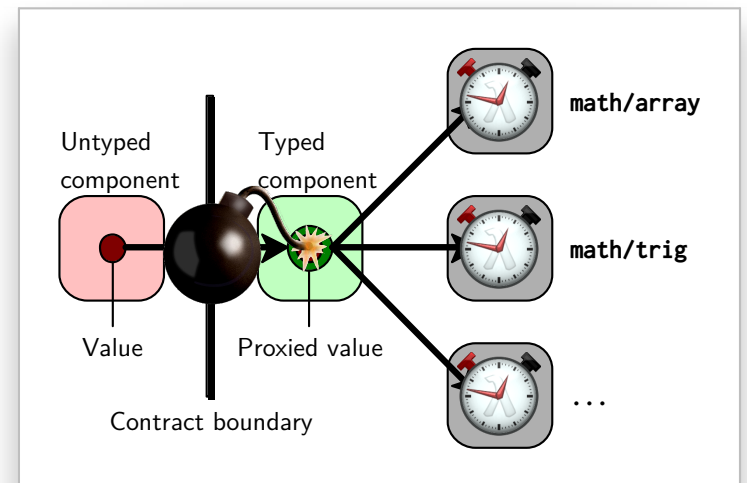 math/array
Untyped
component
Typed
component
math/trig
Value
Proxied value
...
Contract boundary